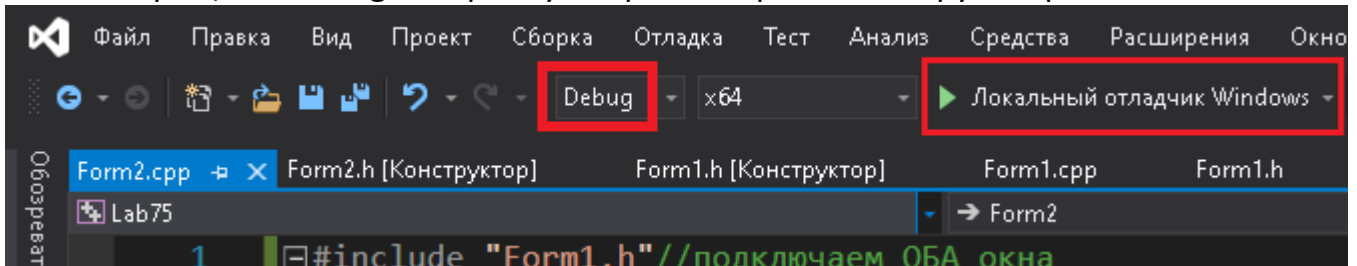 Файл Правка Вид Проект Сборка Отладка Тест Анализ Средства Расширения Окно
Debug x64 Локальный отладчик Windows
Form2.cpp Form2.h [Конструктор] Form1.h [Конструктор] Form1.cpp Form1.h
Lab75 Form2
1 #include "Form1.h"//подключаем ОБА окна